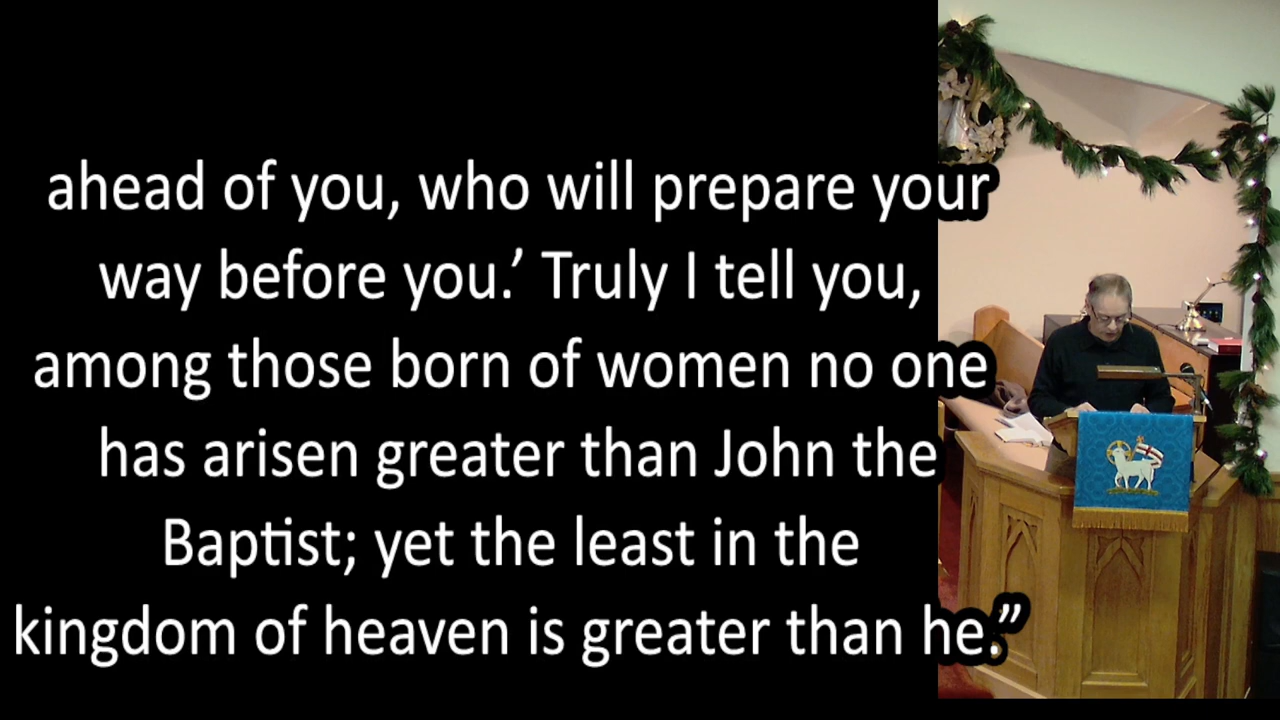 ahead of you, who will prepare your
way before you.’ Truly I tell you,
among those born of women no one
has arisen greater than John the
Baptist; yet the least in the
kingdom of heaven is greater than he.”